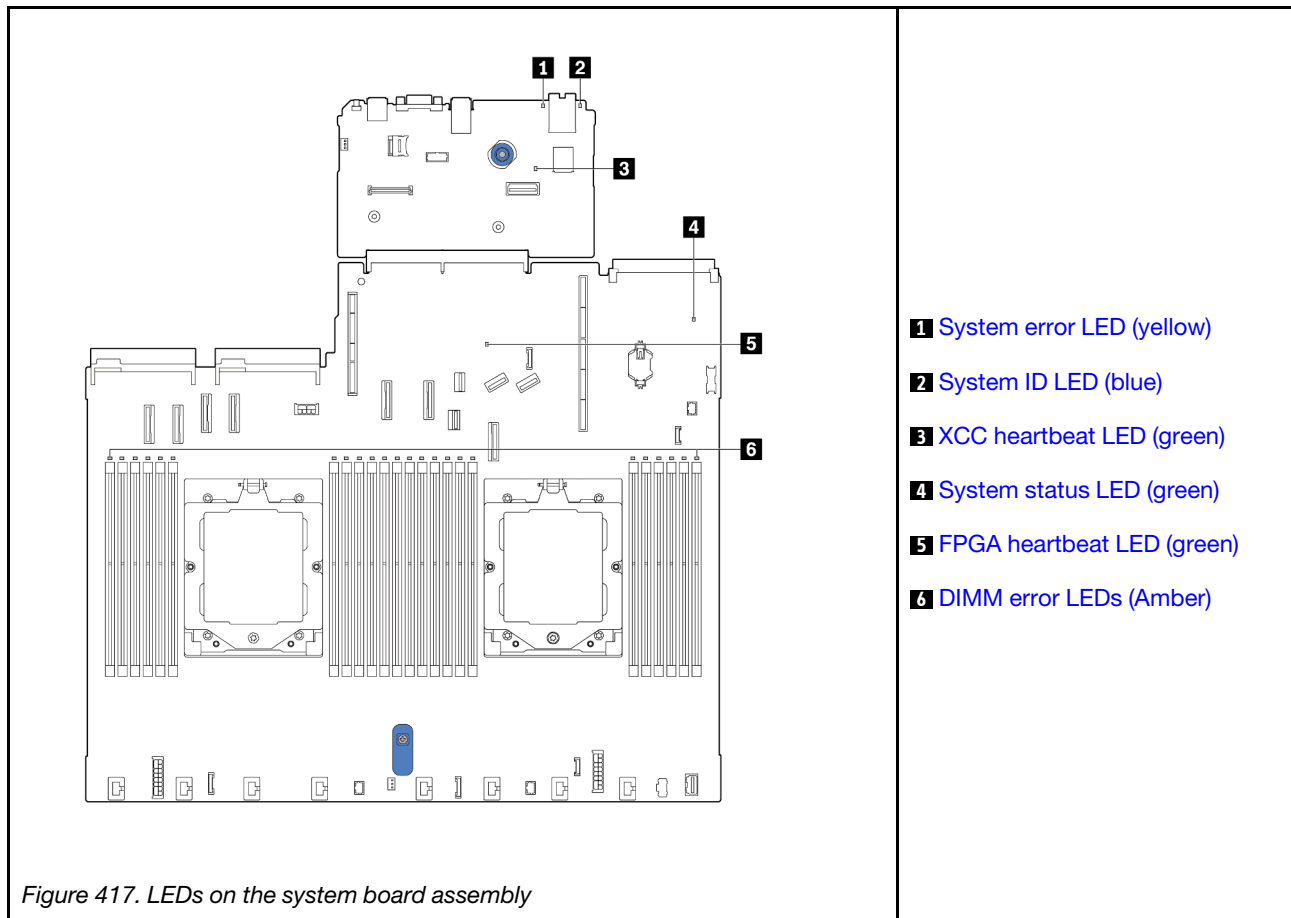 1 2
3
4
5
6
1 System error LED (yellow)
2 System ID LED (blue)
3 XCC heartbeat LED (green)
4 System status LED (green)
5 FPGA heartbeat LED (green)
6 DIMM error LEDs (Amber)
Figure 417. LEDs on the system board assembly